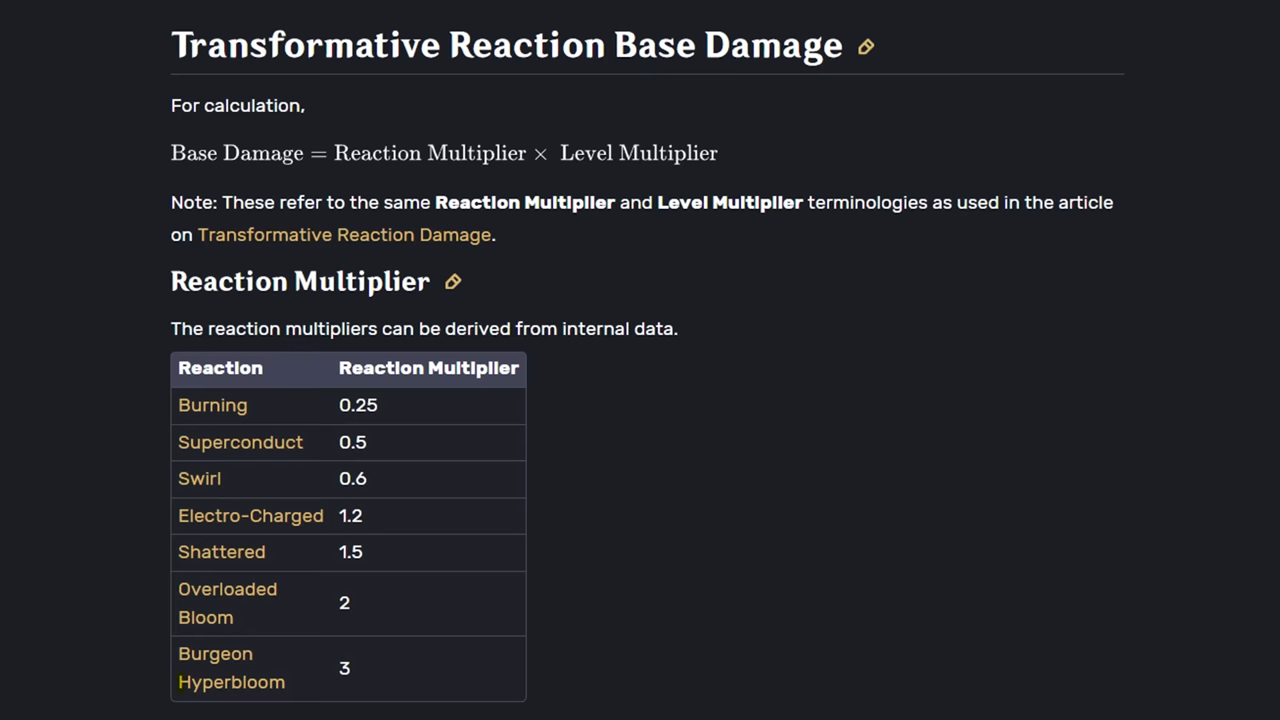 Transformative Reaction Base Damage
For calculation,
Base Damage = Reaction Multiplier × Level Multiplier
Note: These refer to the same Reaction Multiplier and Level Multiplier terminologies as used in the article
on Transformative Reaction Damage.
Reaction Multiplier
The reaction multipliers can be derived from internal data.
Reaction Reaction Multiplier
Burning 0.25
Superconduct 0.5
Swirl 0.6
Electro-Charged 1.2
Shattered 1.5
Overloaded
Bloom
2
Burgeon
Hyperbloom
3